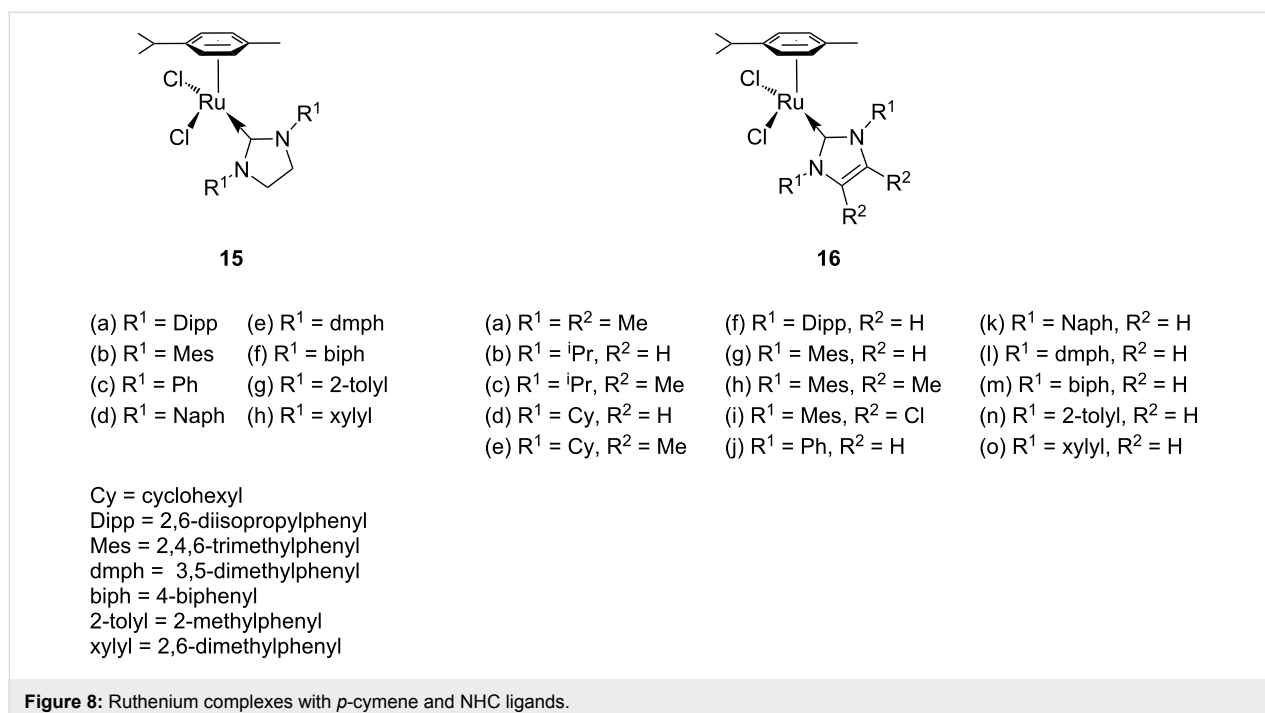 Cl
Ru
R¹
Cl
N
N
R¹
15
Cl
Ru
R¹
Cl
N
N
R¹
R²
R²
16
(a) R¹ = Dipp (e) R¹ = dmph
(b) R¹ = Mes (f) R¹ = biph
(c) R¹ = Ph (g) R¹ = 2-tolyl
(d) R¹ = Naph (h) R¹ = xylyl
(a) R¹ = R² = Me (f) R¹ = Dipp, R² = H (k) R¹ = Naph, R² = H
(b) R¹ = ⁱPr, R² = H (g) R¹ = Mes, R² = H (l) R¹ = dmph, R² = H
(c) R¹ = ⁱPr, R² = Me (h) R¹ = Mes, R² = Me (m) R¹ = biph, R² = H
(d) R¹ = Cy, R² = H (i) R¹ = Mes, R² = Cl (n) R¹ = 2-tolyl, R² = H
(e) R¹ = Cy, R² = Me (j) R¹ = Ph, R² = H (o) R¹ = xylyl, R² = H
Cy = cyclohexyl
Dipp = 2,6-diisopropylphenyl
Mes = 2,4,6-trimethylphenyl
dmph = 3,5-dimethylphenyl
biph = 4-biphenyl
2-tolyl = 2-methylphenyl
xylyl = 2,6-dimethylphenyl
Figure 8: Ruthenium complexes with p-cymene and NHC ligands.